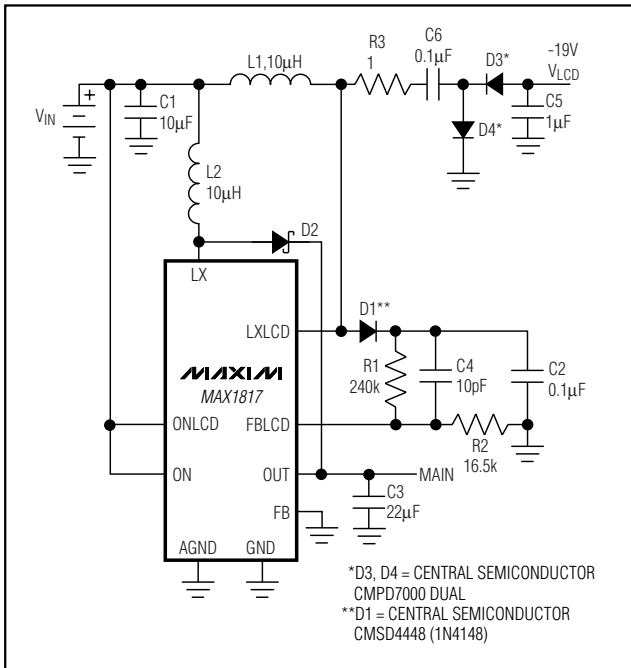 C6
0.1µF
R3
1
L1,10µH
-19V
VLCD
D3*
D4*
C5
1µF
VIN
+
C1
10µF
L2
10µH
D2
LX
D1**
LXLCD
MAXIM
MAX1817
R1
240k
C4
10pF
C2
0.1µF
ONLCD
FBLCD
R2
16.5k
ON
OUT
MAIN
C3
22µF
FB
AGND
GND
*D3, D4 = CENTRAL SEMICONDUCTOR
CMPD7000 DUAL
**D1 = CENTRAL SEMICONDUCTOR
CMSD4448 (1N4148)